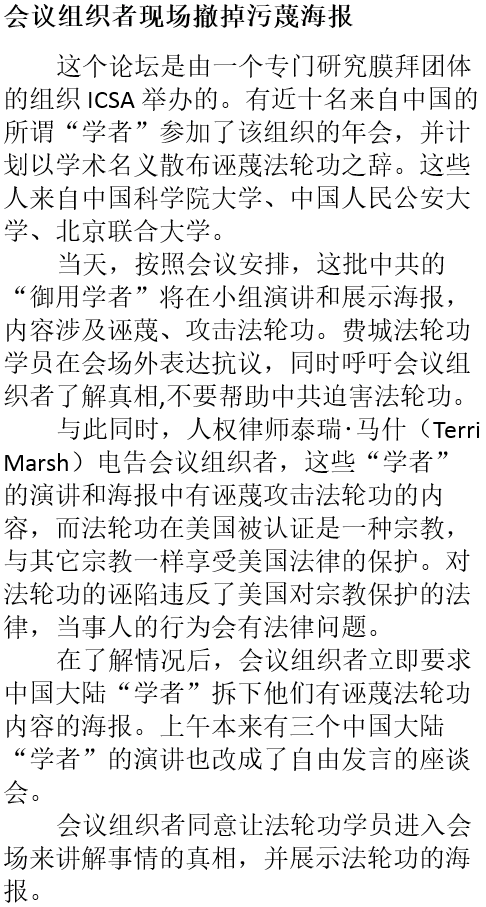 会议组织者现场撤掉污蔑海报
这个论坛是由一个专门研究膜拜团体
的组织 ICSA 举办的。有近十名来自中国的
所谓“学者”参加了该组织的年会，并计
划以学术名义散布诬蔑法轮功之辞。这些
人来自中国科学院大学、中国人民公安大
学、北京联合大学。
当天，按照会议安排，这批中共的
“御用学者”将在小组演讲和展示海报，
内容涉及诬蔑、攻击法轮功。费城法轮功
学员在会场外表达抗议，同时呼吁会议组
织者了解真相,不要帮助中共迫害法轮功。
与此同时，人权律师泰瑞·马什（Terri
Marsh）电告会议组织者，这些“学者”
的演讲和海报中有诬蔑攻击法轮功的内
容，而法轮功在美国被认证是一种宗教，
与其它宗教一样享受美国法律的保护。对
法轮功的诬陷违反了美国对宗教保护的法
律，当事人的行为会有法律问题。
在了解情况后，会议组织者立即要求
中国大陆“学者”拆下他们有诬蔑法轮功
内容的海报。上午本来有三个中国大陆
“学者”的演讲也改成了自由发言的座谈
会。
会议组织者同意让法轮功学员进入会
场来讲解事情的真相，并展示法轮功的海
报。